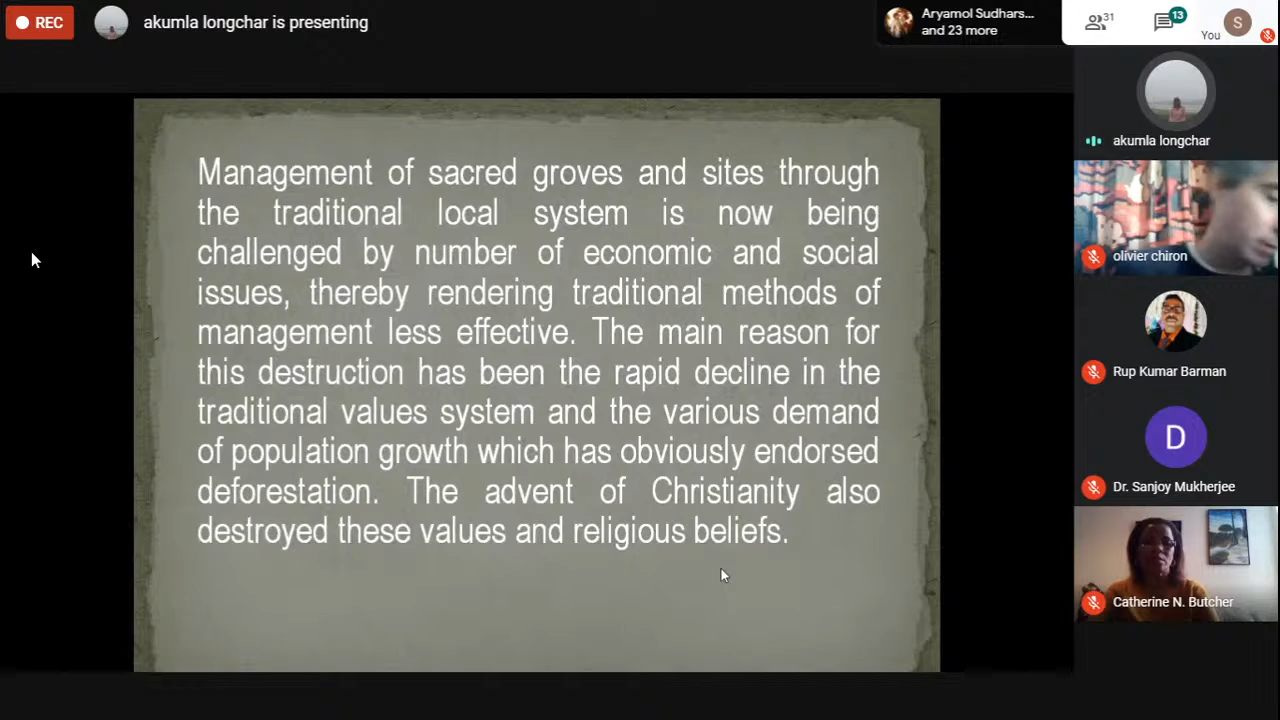 REC
akumla longchar is presenting
Aryamol Sudhars...
and 23 more
31
13
You
S
akumla longchar
Management of sacred groves and sites through
the traditional local system is now being
challenged by number of economic and social
issues, thereby rendering traditional methods of
management less effective. The main reason for
this destruction has been the rapid decline in the
traditional values system and the various demand
of population growth which has obviously endorsed
deforestation. The advent of Christianity also
destroyed these values and religious beliefs.
olivier chiron
Rup Kumar Barman
D
Dr. Sanjoy Mukherjee
Catherine N. Butcher